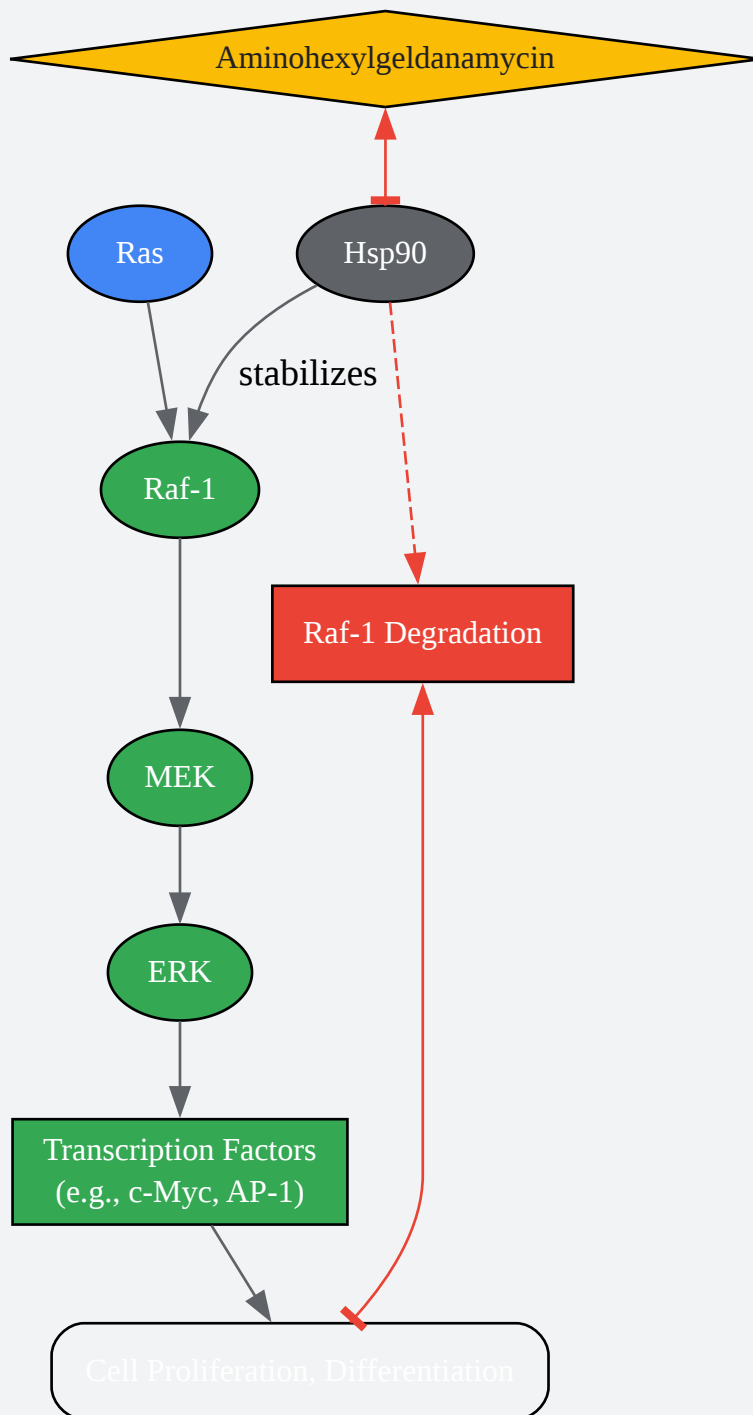 Aminohexylgeldanamycin
Ras
Hsp90
stabilizes
Raf-1
Raf-1 Degradation
MEK
ERK
Transcription Factors
(e.g., c-Myc, AP-1)
Cell Proliferation, Differentiation